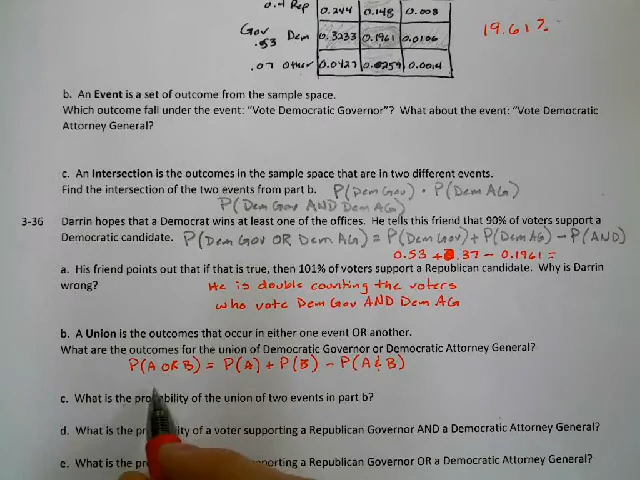 0.4 Rep 0.244 0.148 0.008
Gov .53 Dem 0.3233 0.1961 0.0106
.07 Other 0.0427 0.0259 0.0014
19.61%
b. An Event is a set of outcome from the sample space.
Which outcome fall under the event: "Vote Democratic Governor"? What about the event: "Vote Democratic
Attorney General?
c. An Intersection is the outcomes in the sample space that are in two different events.
Find the intersection of the two events from part b. P(Dem Gov) • P(Dem AG)
P(Dem Gov AND Dem AG)
3-36 Darrin hopes that a Democrat wins at least one of the offices. He tells this friend that 90% of voters support a
Democratic candidate. P(Dem Gov OR Dem AG) = P(Dem Gov) + P(Dem AG) - P(AND)
0.53 + 0.37 - 0.1961 =
a. His friend points out that if that is true, then 101% of voters support a Republican candidate. Why is Darrin
wrong? He is double counting the voters
who vote Dem Gov AND Dem AG
b. A Union is the outcomes that occur in either one event OR another.
What are the outcomes for the union of Democratic Governor or Democratic Attorney General?
P(A OR B) = P(A) + P(B) - P(A & B)
c. What is the probability of the union of two events in part b?
d. What is the probability of a voter supporting a Republican Governor AND a Democratic Attorney General?
e. What is the pro supporting a Republican Governor OR a Democratic Attorney General?